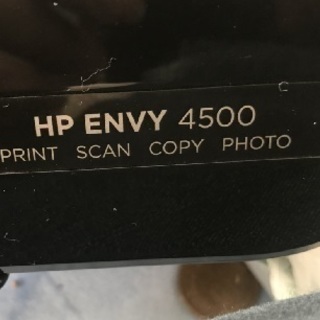 HP ENVY 4500
PRINT SCAN COPY PHOTO